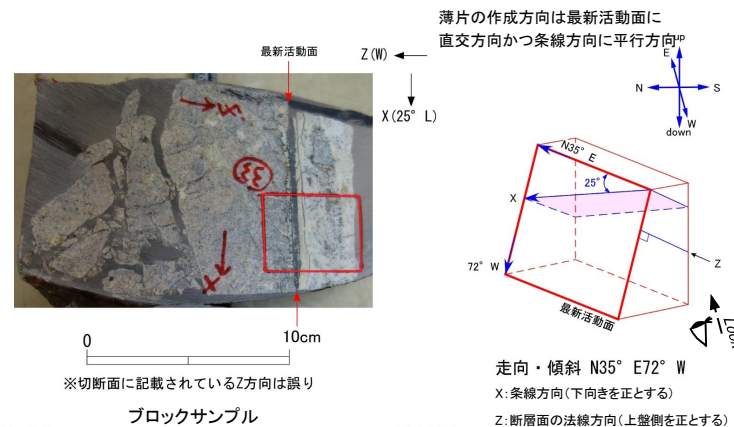 薄片の作成方向は最新活動面に
直交方向かつ条線方向に平行方向
最新活動面
Z(W)
X(25° L)
up
E
N
S
W
down
N35° E
25°
X
72° W
Z
最新活動面
Look
0
10cm
※切断面に記載されているZ方向は誤り
ブロックサンプル
走向・傾斜 N35° E72° W
X:条線方向(下向きを正とする)
Z:断層面の法線方向(上盤側を正とする)